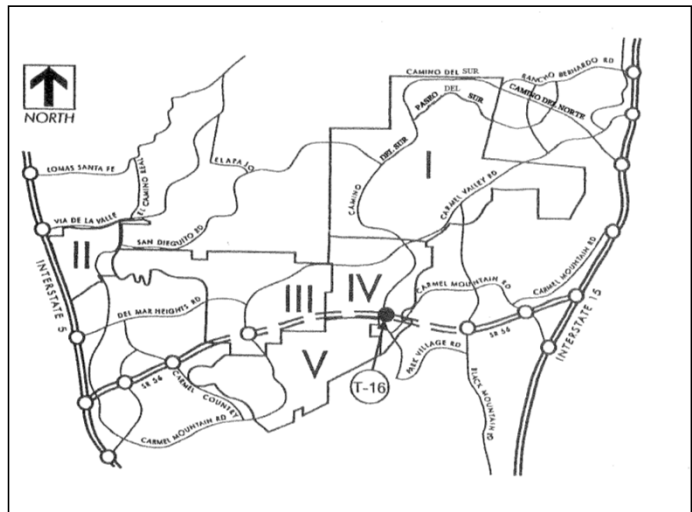 NORTH
CAMINO DEL SUR
RANCHO BERNARDO RD
CAMINO DEL NORTE
PASEO DEL SUR
LOMAS SANTA FE
EL CAMINO REAL
EL APAJO
DEL SUR
CAMINO
I
CARMEL VALLEY RD
VIA DE LA VALLE
SAN DIEGUITO RD
II
INTERSTATE 5
DEL MAR HEIGHTS RD
III
IV
CARMEL MOUNTAIN RD
CARMEL MOUNTAIN RD
INTERSTATE 15
SR 56
V
PARK VILLAGE RD
T-16
BLACK MOUNTAIN
SR 56
CARMEL COUNTRY
CARMEL MOUNTAIN RD